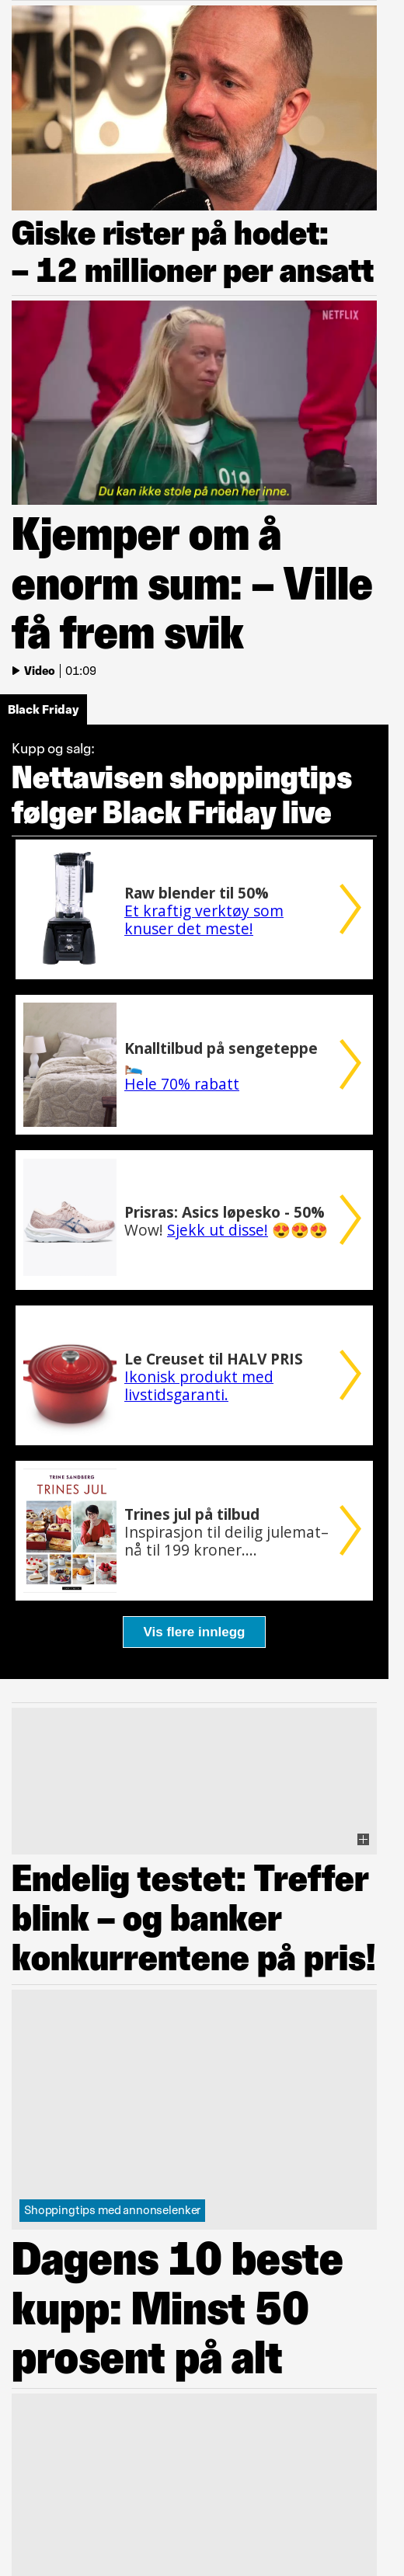 Giske rister på hodet:
– 12 millioner per ansatt
NETFLIX
019
Du kan ikke stole på noen her inne.
Kjemper om å
enorm sum: – Ville
få frem svik
Video | 01:09
Black Friday
Kupp og salg:
Nettavisen shoppingtips
følger Black Friday live
Raw blender til 50%
Et kraftig verktøy som
knuser det meste!
Knalltilbud på sengeteppe
🛌
Hele 70% rabatt
Prisras: Asics løpesko - 50%
Wow! Sjekk ut disse! 😍😍😍
Le Creuset til HALV PRIS
Ikonisk produkt med
livstidsgaranti.
TRINE SANDBERG
TRINES JUL
Trines jul på tilbud
Inspirasjon til deilig julemat–
nå til 199 kroner....
Vis flere innlegg
Endelig testet: Treffer
blink – og banker
konkurrentene på pris!
Shoppingtips med annonselenker
Dagens 10 beste
kupp: Minst 50
prosent på alt